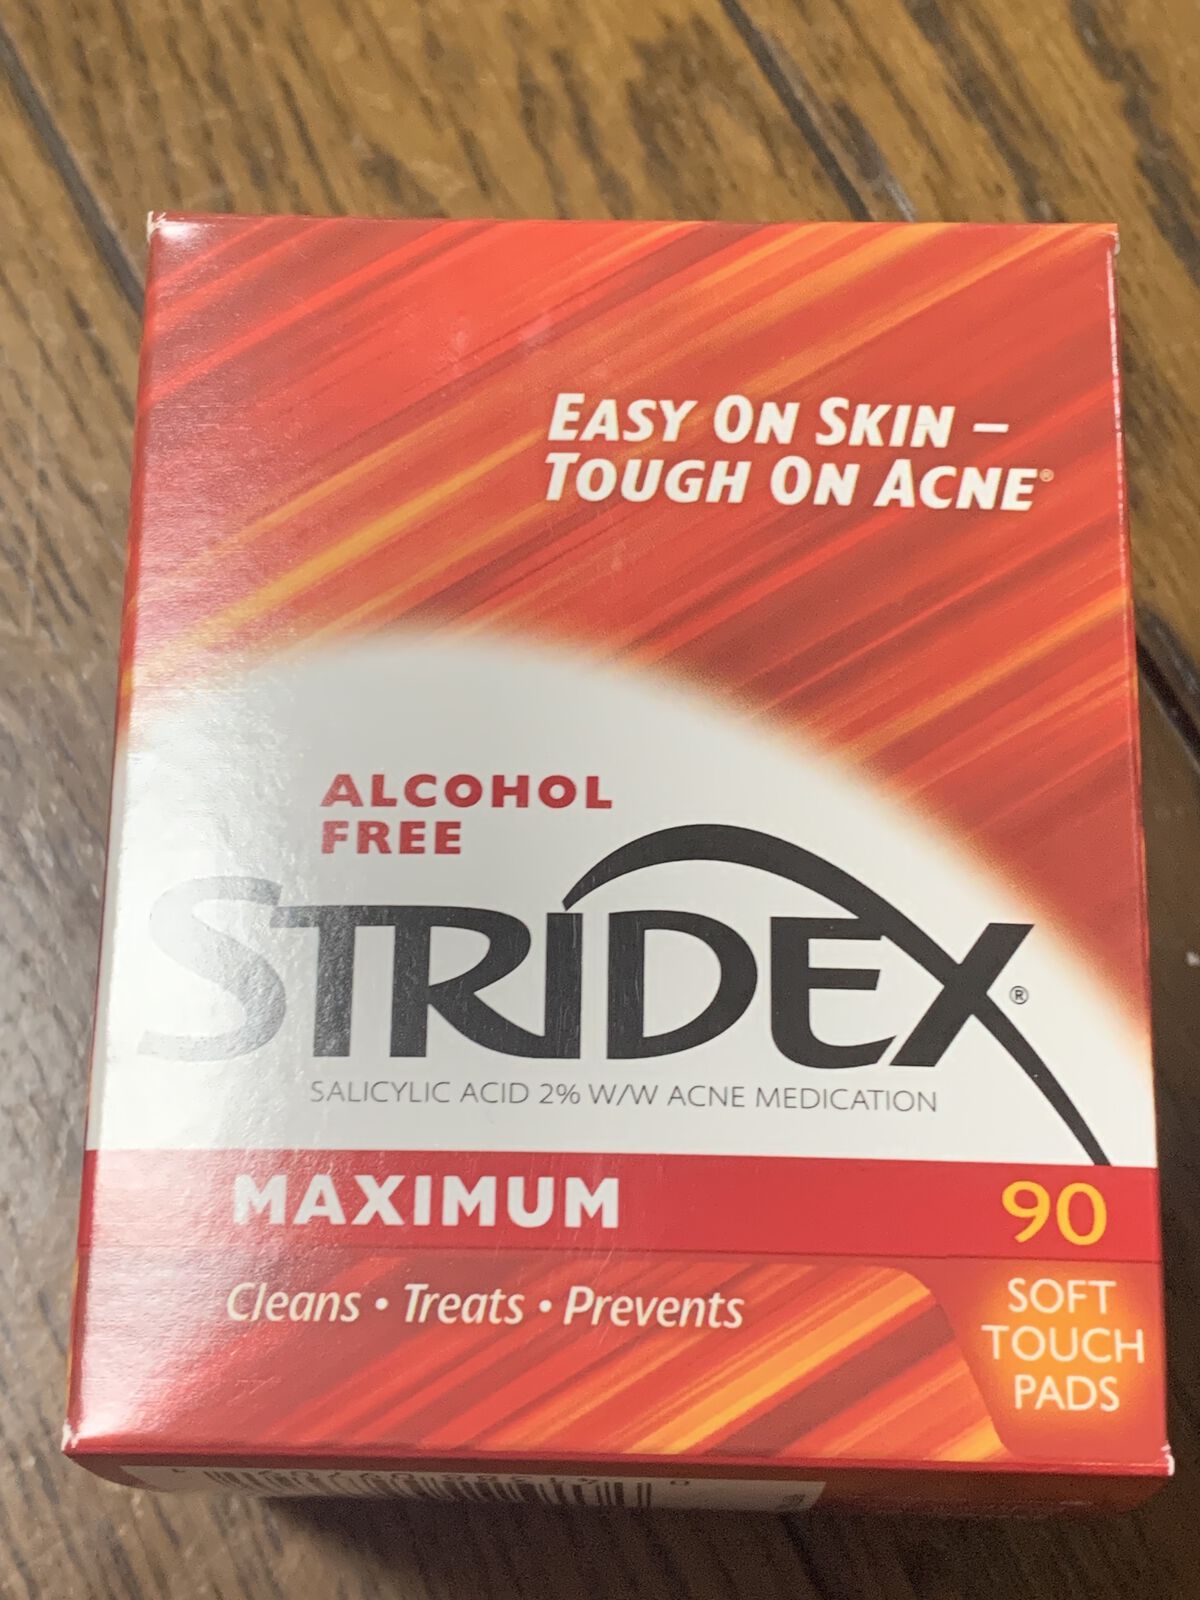 EASY ON SKIN –
TOUGH ON ACNE®
ALCOHOL
FREE
STRIDEX®
SALICYLIC ACID 2% W/W ACNE MEDICATION
MAXIMUM
90
Cleans • Treats • Prevents
SOFT
TOUCH
PADS